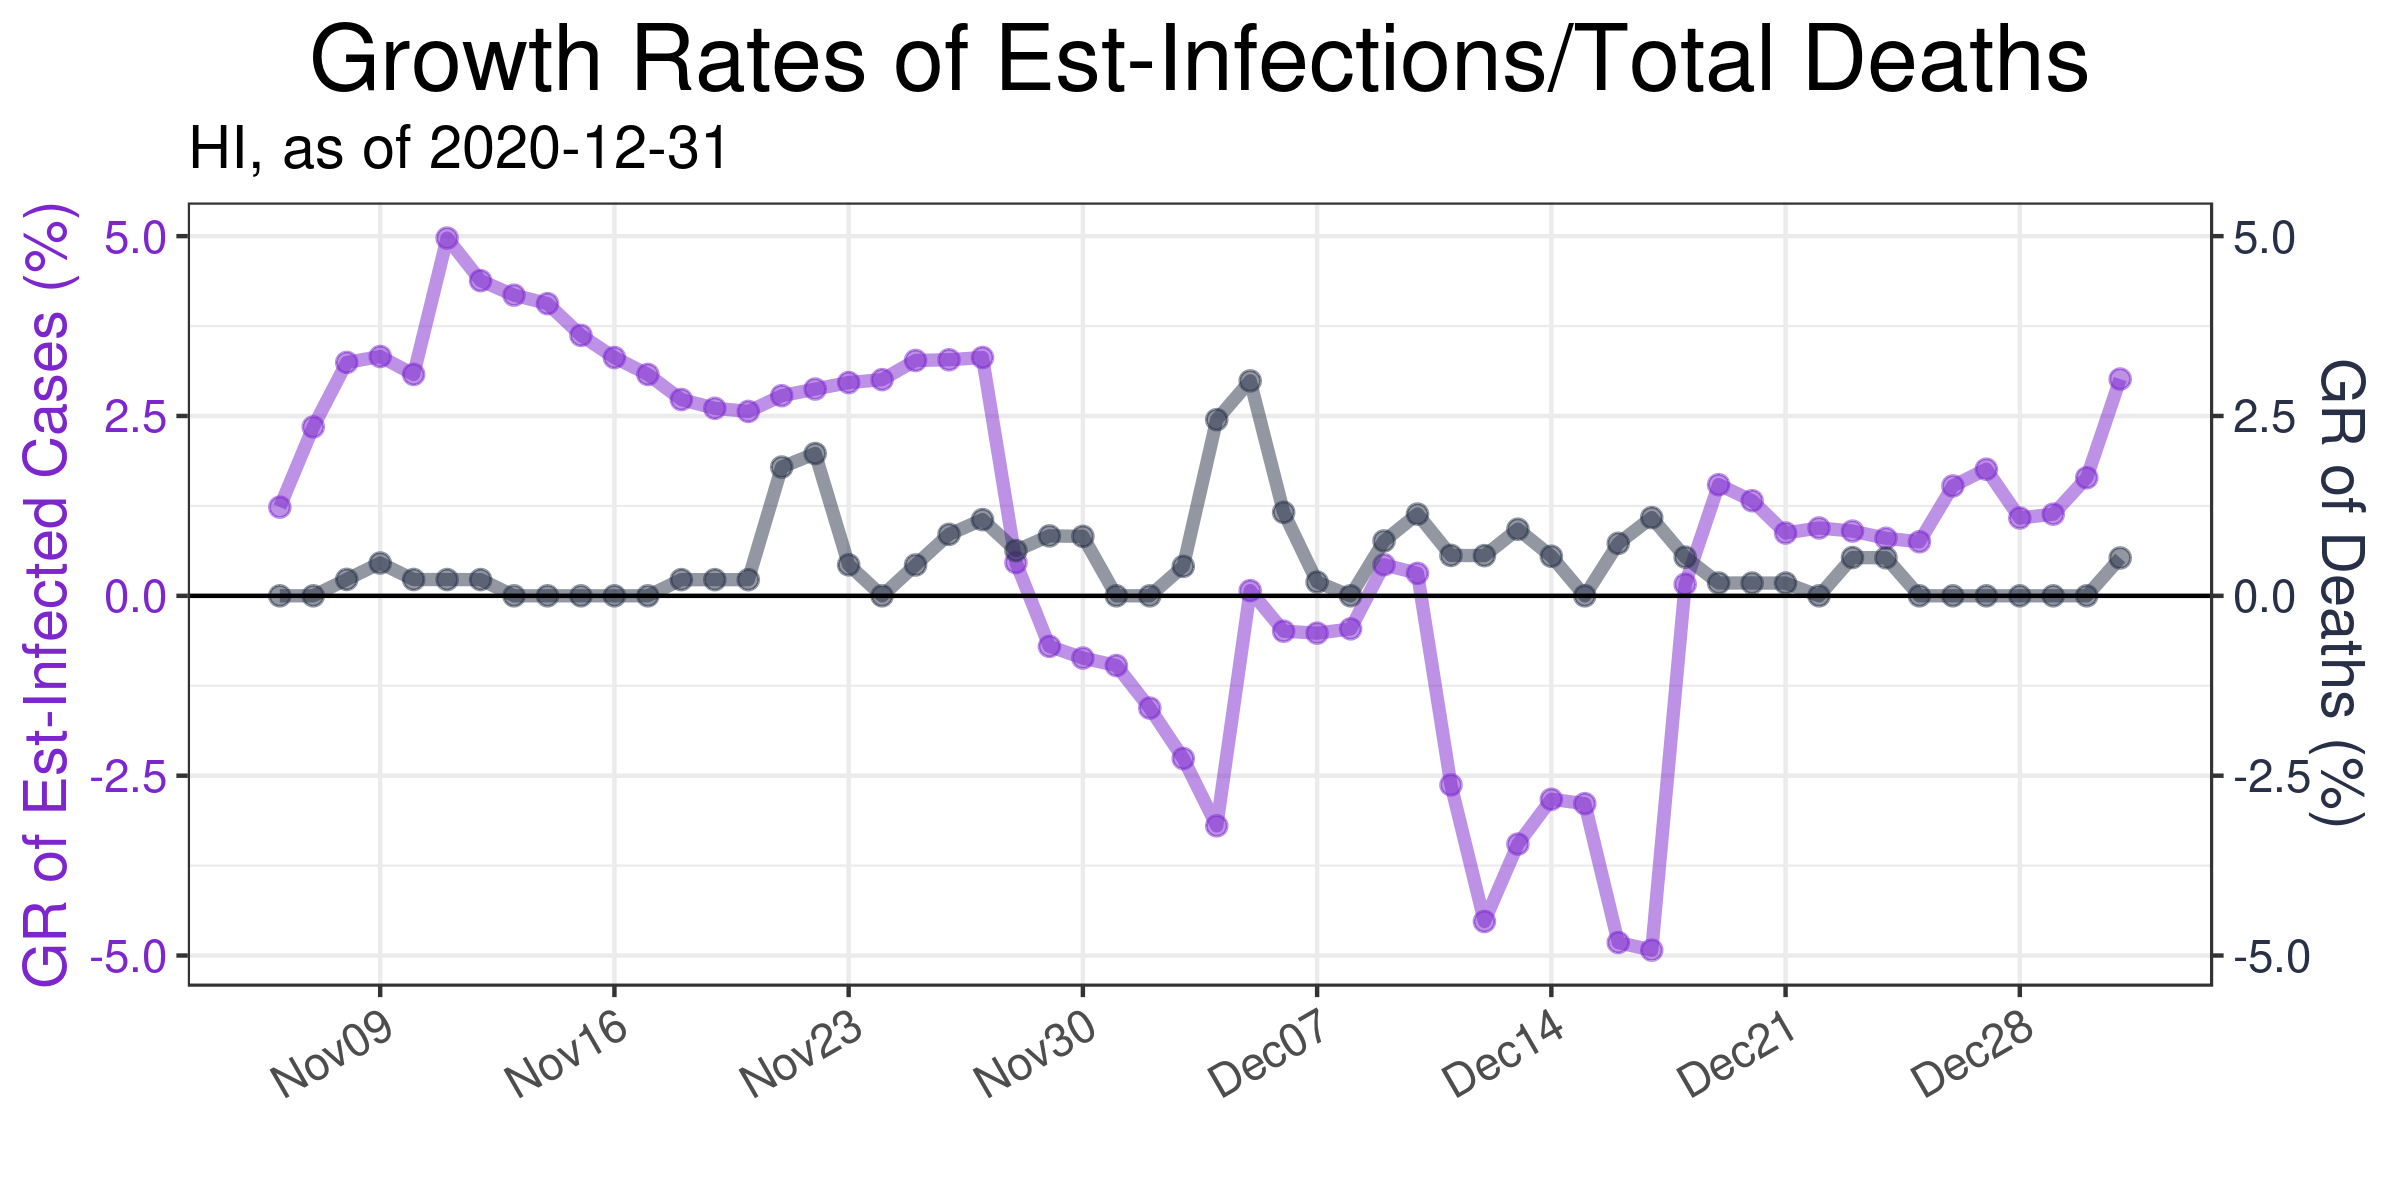 Growth Rates of Est-Infections/Total Deaths
HI, as of 2020-12-31
GR of Est-Infected Cases (%)
5.0
2.5
0.0
-2.5
-5.0
5.0
2.5
0.0
-2.5
-5.0
GR of Deaths (%)
Nov09
Nov16
Nov23
Nov30
Dec07
Dec14
Dec21
Dec28